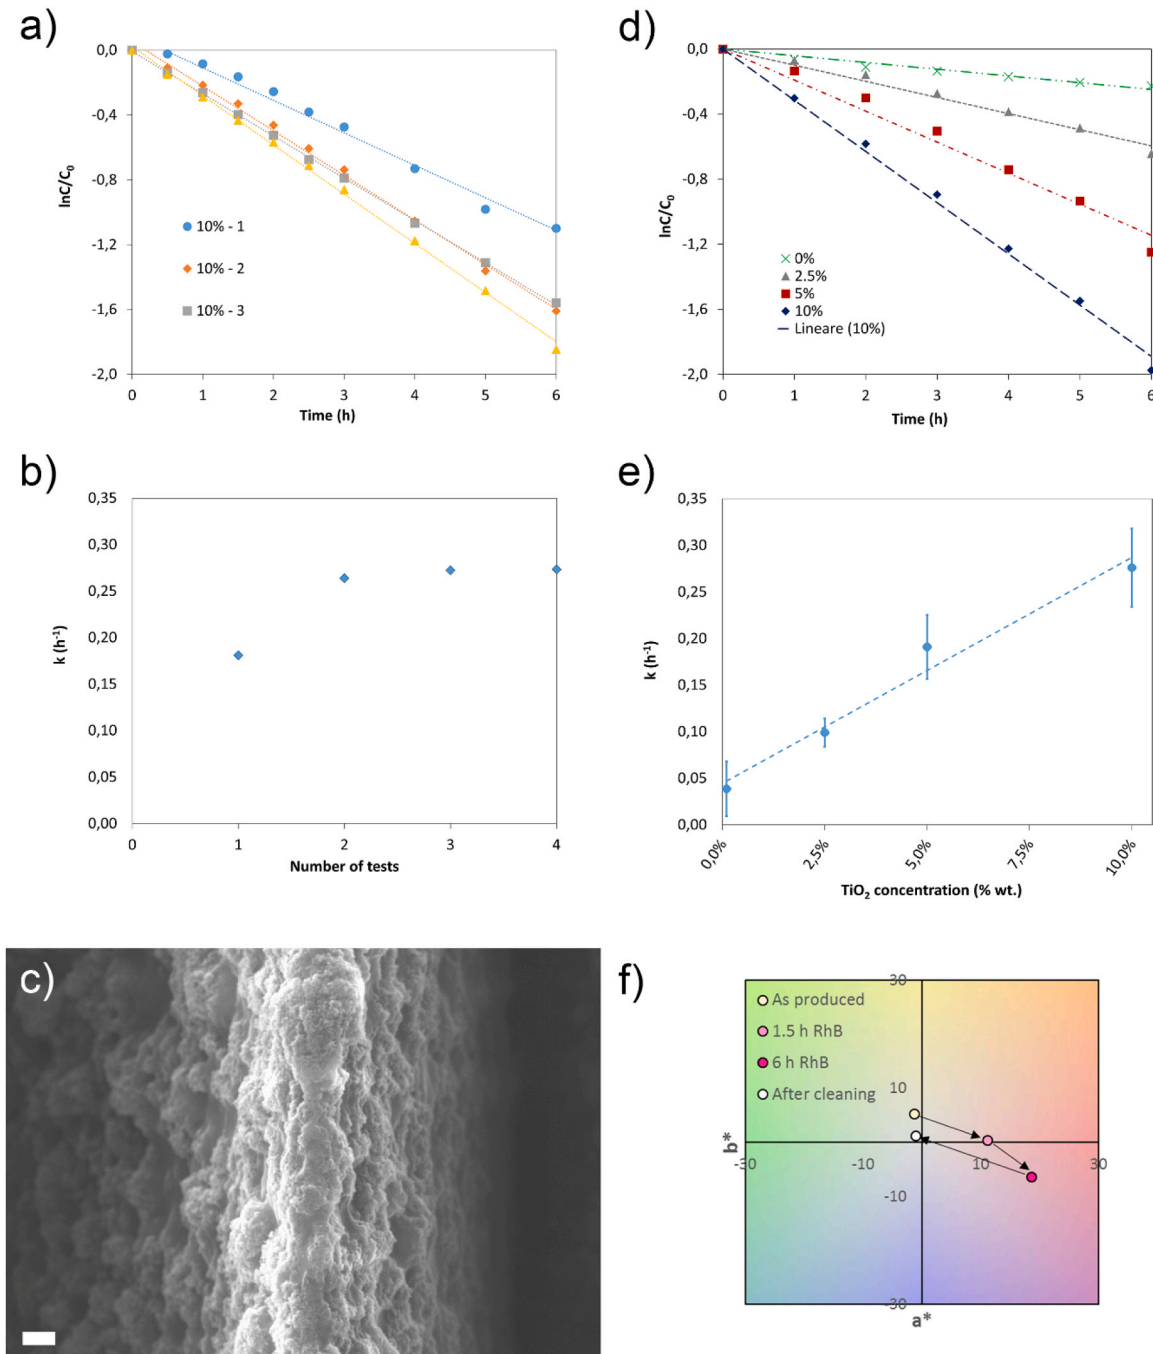 a)
0,0
-0,4
-0,8
-1,2
-1,6
-2,0
lnC/C0
10% - 1
10% - 2
10% - 3
0 1 2 3 4 5 6
Time (h)
d)
0,0
-0,4
-0,8
-1,2
-1,6
-2,0
lnC/C0
0%
2.5%
5%
10%
Lineare (10%)
0 1 2 3 4 5 6
Time (h)
b)
0,35
0,30
0,25
0,20
0,15
0,10
0,05
0,00
k (h-1)
0 1 2 3 4
Number of tests
e)
0,35
0,30
0,25
0,20
0,15
0,10
0,05
0,00
k (h-1)
0,0% 2,5% 5,0% 7,5% 10,0%
TiO2 concentration (% wt.)
c)
f)
30
As produced
1.5 h RhB
6 h RhB
After cleaning
10
b*
-30 -10 10 30
-10
-30
a*